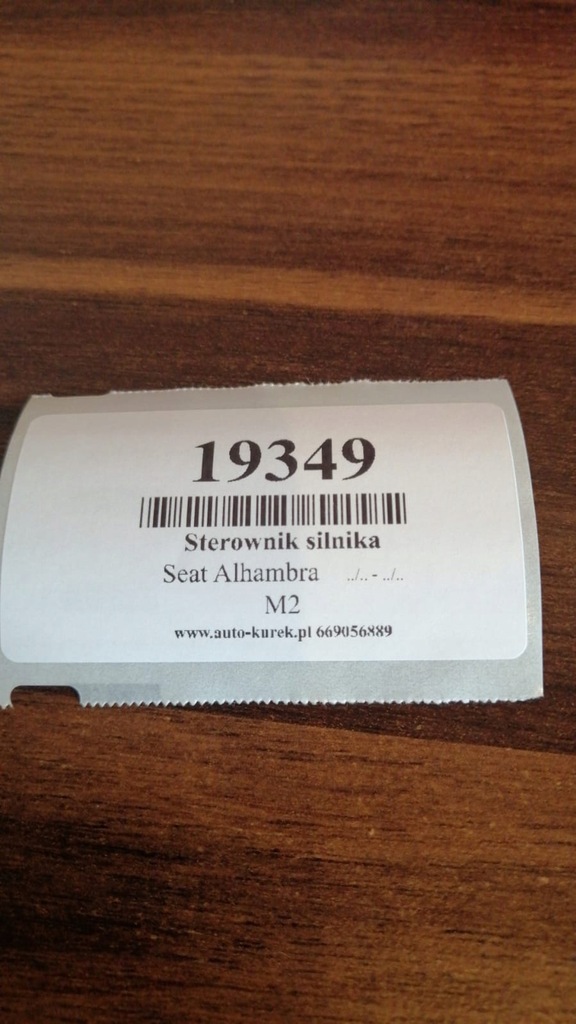 19349
Sterownik silnika
Seat Alhambra ../.. - ../..
M2
www.auto-kurek.pl 669056889